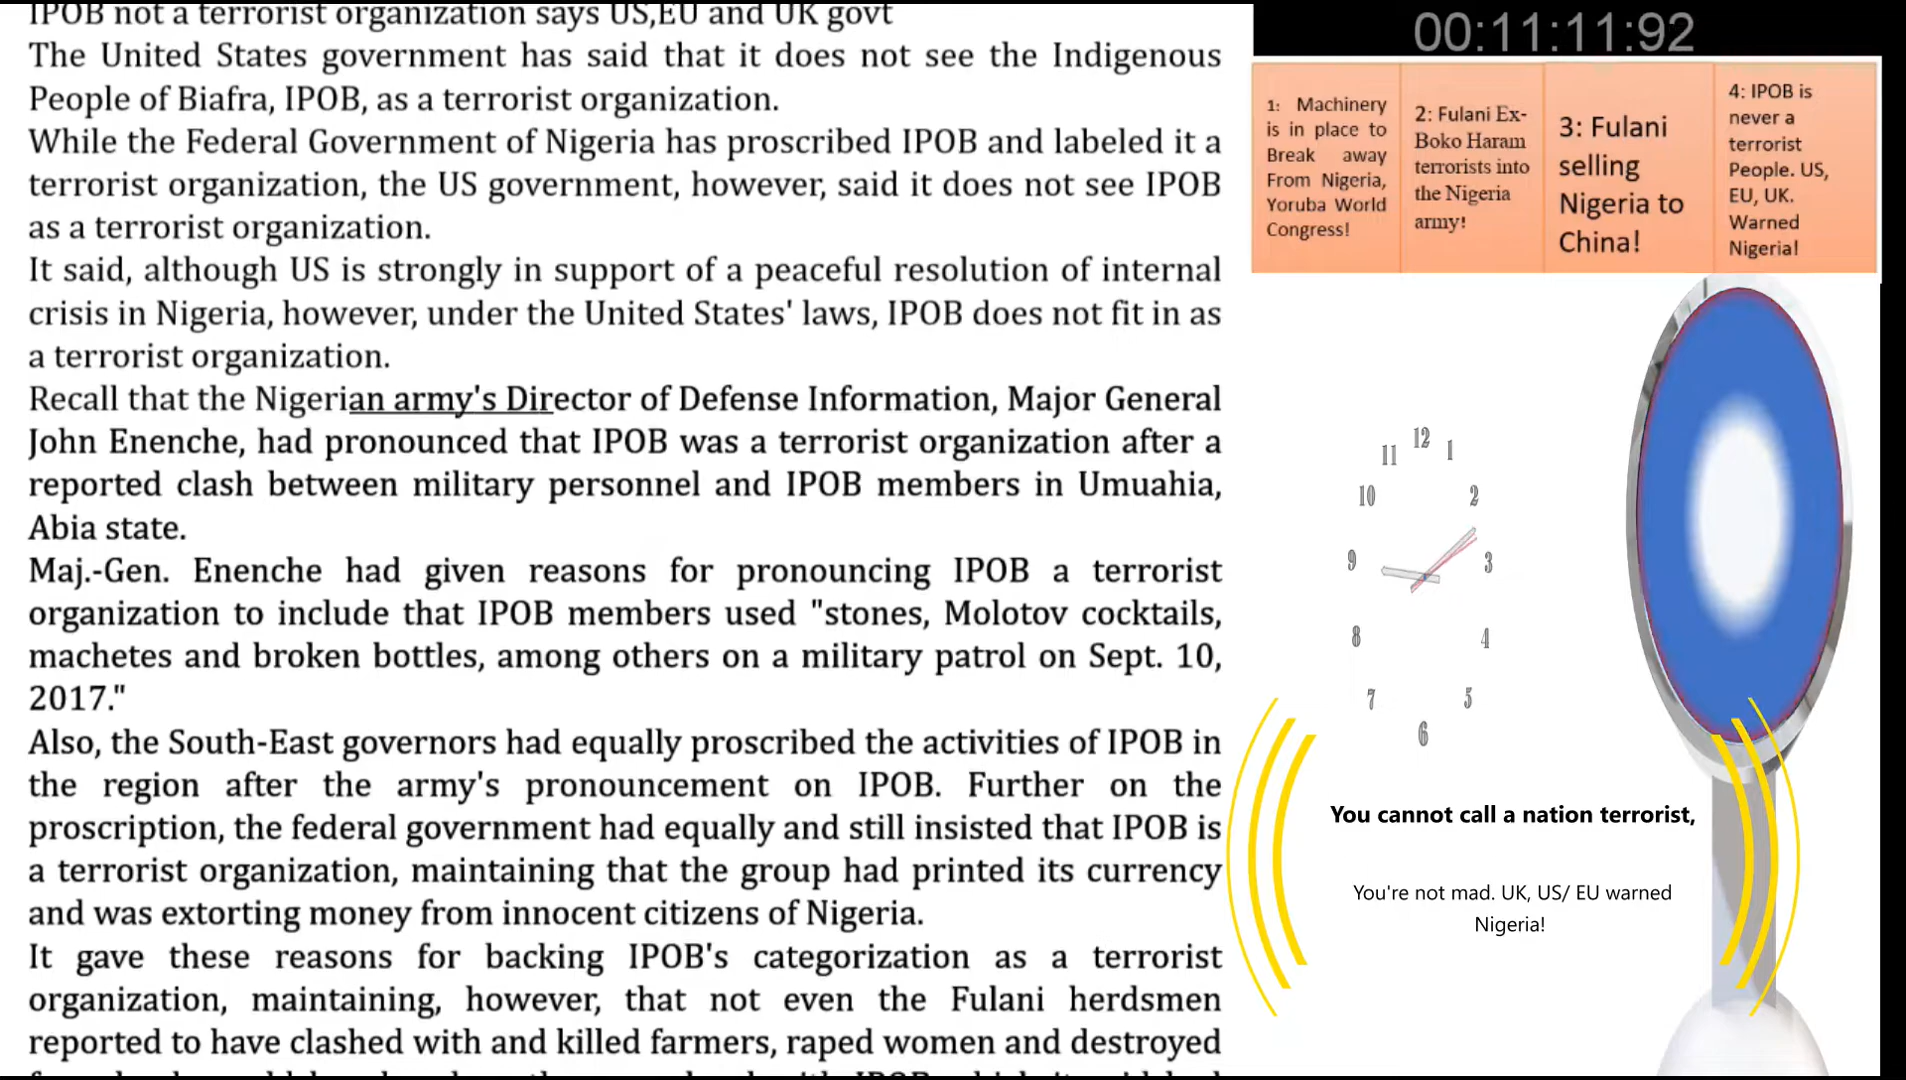 IPOB not a terrorist organization says US,EU and UK govt
The United States government has said that it does not see the Indigenous
People of Biafra, IPOB, as a terrorist organization.
While the Federal Government of Nigeria has proscribed IPOB and labeled it a
terrorist organization, the US government, however, said it does not see IPOB
as a terrorist organization.
It said, although US is strongly in support of a peaceful resolution of internal
crisis in Nigeria, however, under the United States' laws, IPOB does not fit in as
a terrorist organization.
Recall that the Nigerian army's Director of Defense Information, Major General
John Enenche, had pronounced that IPOB was a terrorist organization after a
reported clash between military personnel and IPOB members in Umuahia,
Abia state.
Maj.-Gen. Enenche had given reasons for pronouncing IPOB a terrorist
organization to include that IPOB members used "stones, Molotov cocktails,
machetes and broken bottles, among others on a military patrol on Sept. 10,
2017."
Also, the South-East governors had equally proscribed the activities of IPOB in
the region after the army's pronouncement on IPOB. Further on the
proscription, the federal government had equally and still insisted that IPOB is
a terrorist organization, maintaining that the group had printed its currency
and was extorting money from innocent citizens of Nigeria.
It gave these reasons for backing IPOB's categorization as a terrorist
organization, maintaining, however, that not even the Fulani herdsmen
reported to have clashed with and killed farmers, raped women and destroyed
00:11:11:92
1: Machinery
is in place to
Break away
From Nigeria,
Yoruba World
Congress!
2: Fulani Ex-
Boko Haram
terrorists into
the Nigeria
army!
3: Fulani
selling
Nigeria to
China!
4: IPOB is
never a
terrorist
People. US,
EU, UK.
Warned
Nigeria!
12
11
1
10
2
9
3
8
4
7
5
6
You cannot call a nation terrorist,
You're not mad. UK, US/ EU warned
Nigeria!